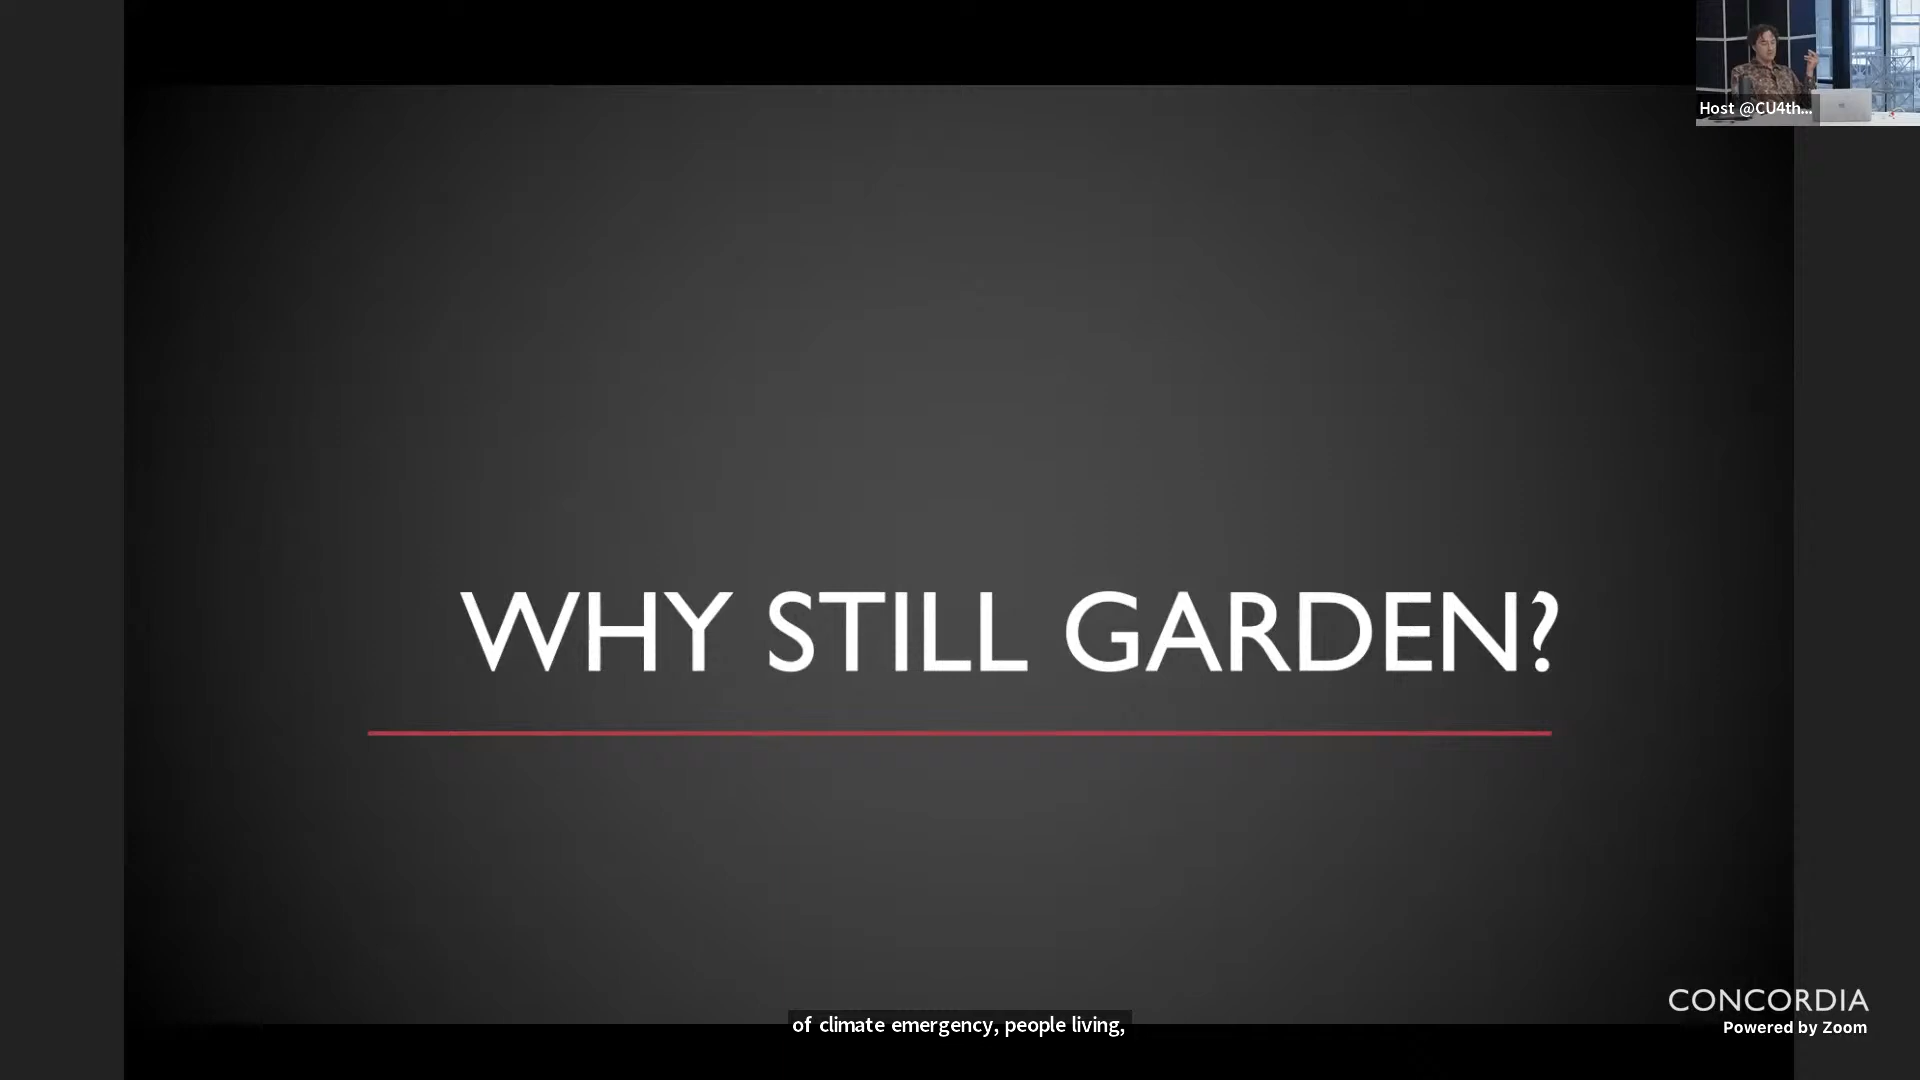 Host @CU4th...
WHY STILL GARDEN?
of climate emergency, people living,
CONCORDIA
Powered by Zoom